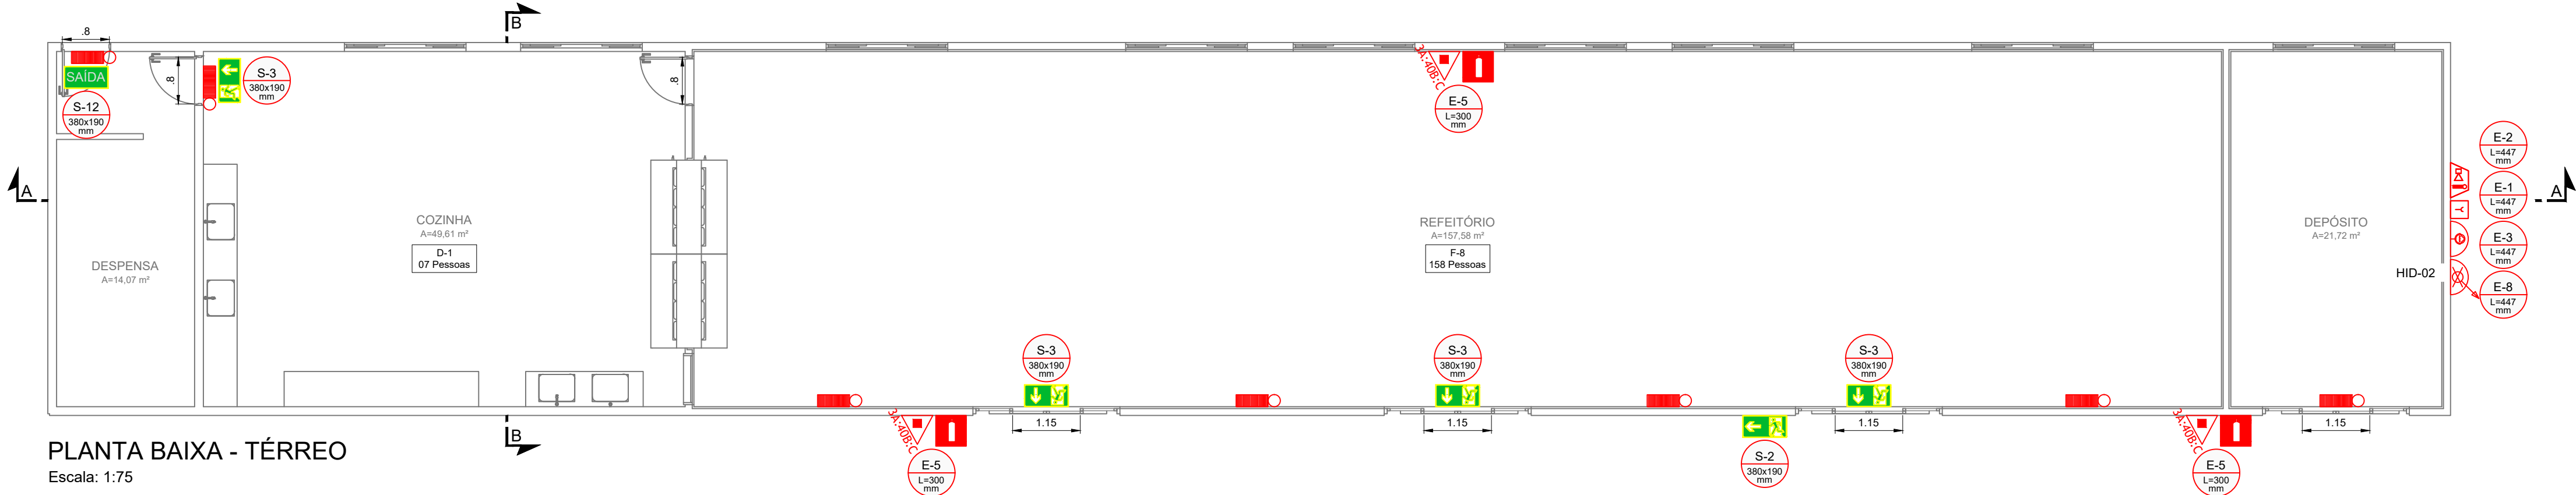 B
.8
SAÍDA
S-12
380x190
mm
.8
S-3
380x190
mm
.8
3A:40B:C
E-5
L=300
mm
E-2
L=447
mm
E-1
L=447
mm
E-3
L=447
mm
E-8
L=447
mm
A
A
COZINHA
A=49,61 m²
D-1
07 Pessoas
REFEITÓRIO
A=157,58 m²
F-8
158 Pessoas
DEPÓSITO
A=21,72 m²
DESPENSA
A=14,07 m²
HID-02
S-3
380x190
mm
S-3
380x190
mm
S-3
380x190
mm
1.15
1.15
1.15
1.15
3A:40B:C
E-5
L=300
mm
S-2
380x190
mm
3A:40B:C
E-5
L=300
mm
B
PLANTA BAIXA - TÉRREO
Escala: 1:75